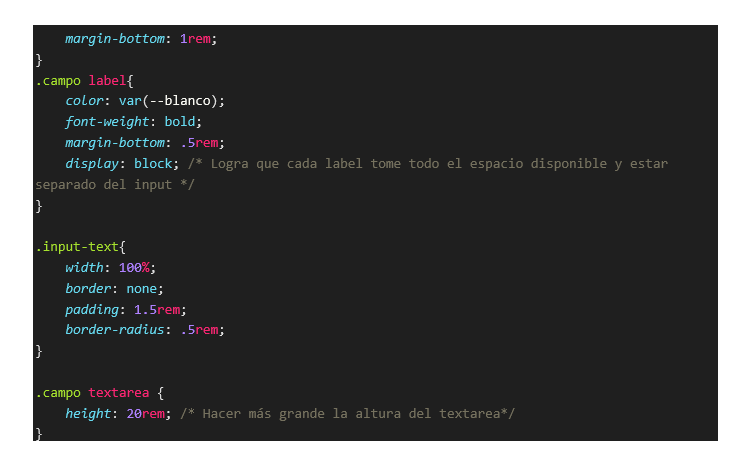 margin-bottom: 1rem;
}
.campo label{
color: var(--blanco);
font-weight: bold;
margin-bottom: .5rem;
display: block; /* Logra que cada label tome todo el espacio disponible y estar
separado del input */
}
.input-text{
width: 100%;
border: none;
padding: 1.5rem;
border-radius: .5rem;
}
.campo textarea {
height: 20rem; /* Hacer más grande la altura del textarea*/
}